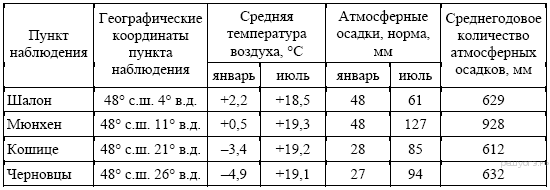 Пункт наблюдения
Географические координаты пункта наблюдения
Средняя температура воздуха, °С
Атмосферные осадки, норма, мм
Среднегодовое количество атмосферных осадков, мм
январь июль январь июль
Шалон 48° с.ш. 4° в.д. +2,2 +18,5 48 61 629
Мюнхен 48° с.ш. 11° в.д. +0,5 +19,3 48 127 928
Кошице 48° с.ш. 21° в.д. –3,4 +19,2 28 85 612
Черновцы 48° с.ш. 26° в.д. –4,9 +19,1 27 94 632